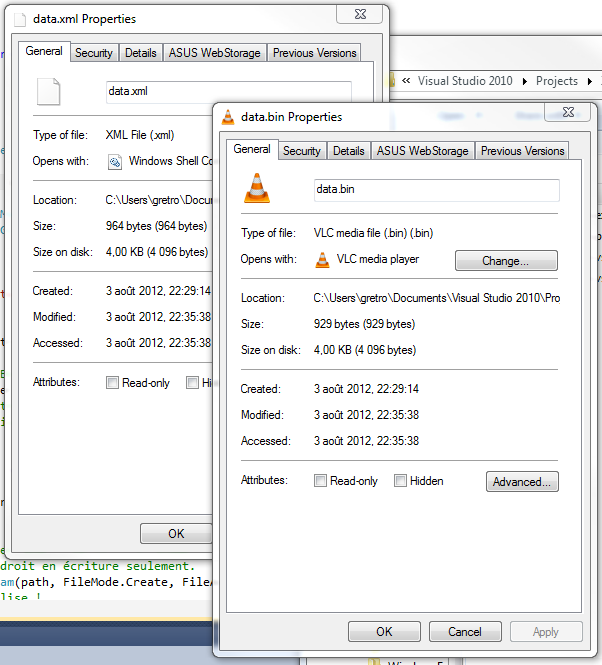 data.xml Properties
General Security Details ASUS WebStorage Previous Versions
data.xml
Type of file: XML File (.xml)
Opens with: Windows Shell Co
Location: C:\Users\gretro\Docum
Size: 964 bytes (964 bytes)
Size on disk: 4,00 KB (4 096 bytes)
Created: 3 août 2012, 22:29:14
Modified: 3 août 2012, 22:35:38
Accessed: 3 août 2012, 22:35:38
Attributes: Read-only Hi
OK
« Visual Studio 2010 Projects
data.bin Properties
General Security Details ASUS WebStorage Previous Versions
data.bin
Type of file: VLC media file (.bin) (.bin)
Opens with: VLC media player Change...
Location: C:\Users\gretro\Documents\Visual Studio 2010\Pro
Size: 929 bytes (929 bytes)
Size on disk: 4,00 KB (4 096 bytes)
Created: 3 août 2012, 22:29:14
Modified: 3 août 2012, 22:35:38
Accessed: 3 août 2012, 22:35:38
Attributes: Read-only Hidden Advanced...
OK Cancel Apply
droit en écriture seulement.
am(path, FileMode.Create, FileA
lise !